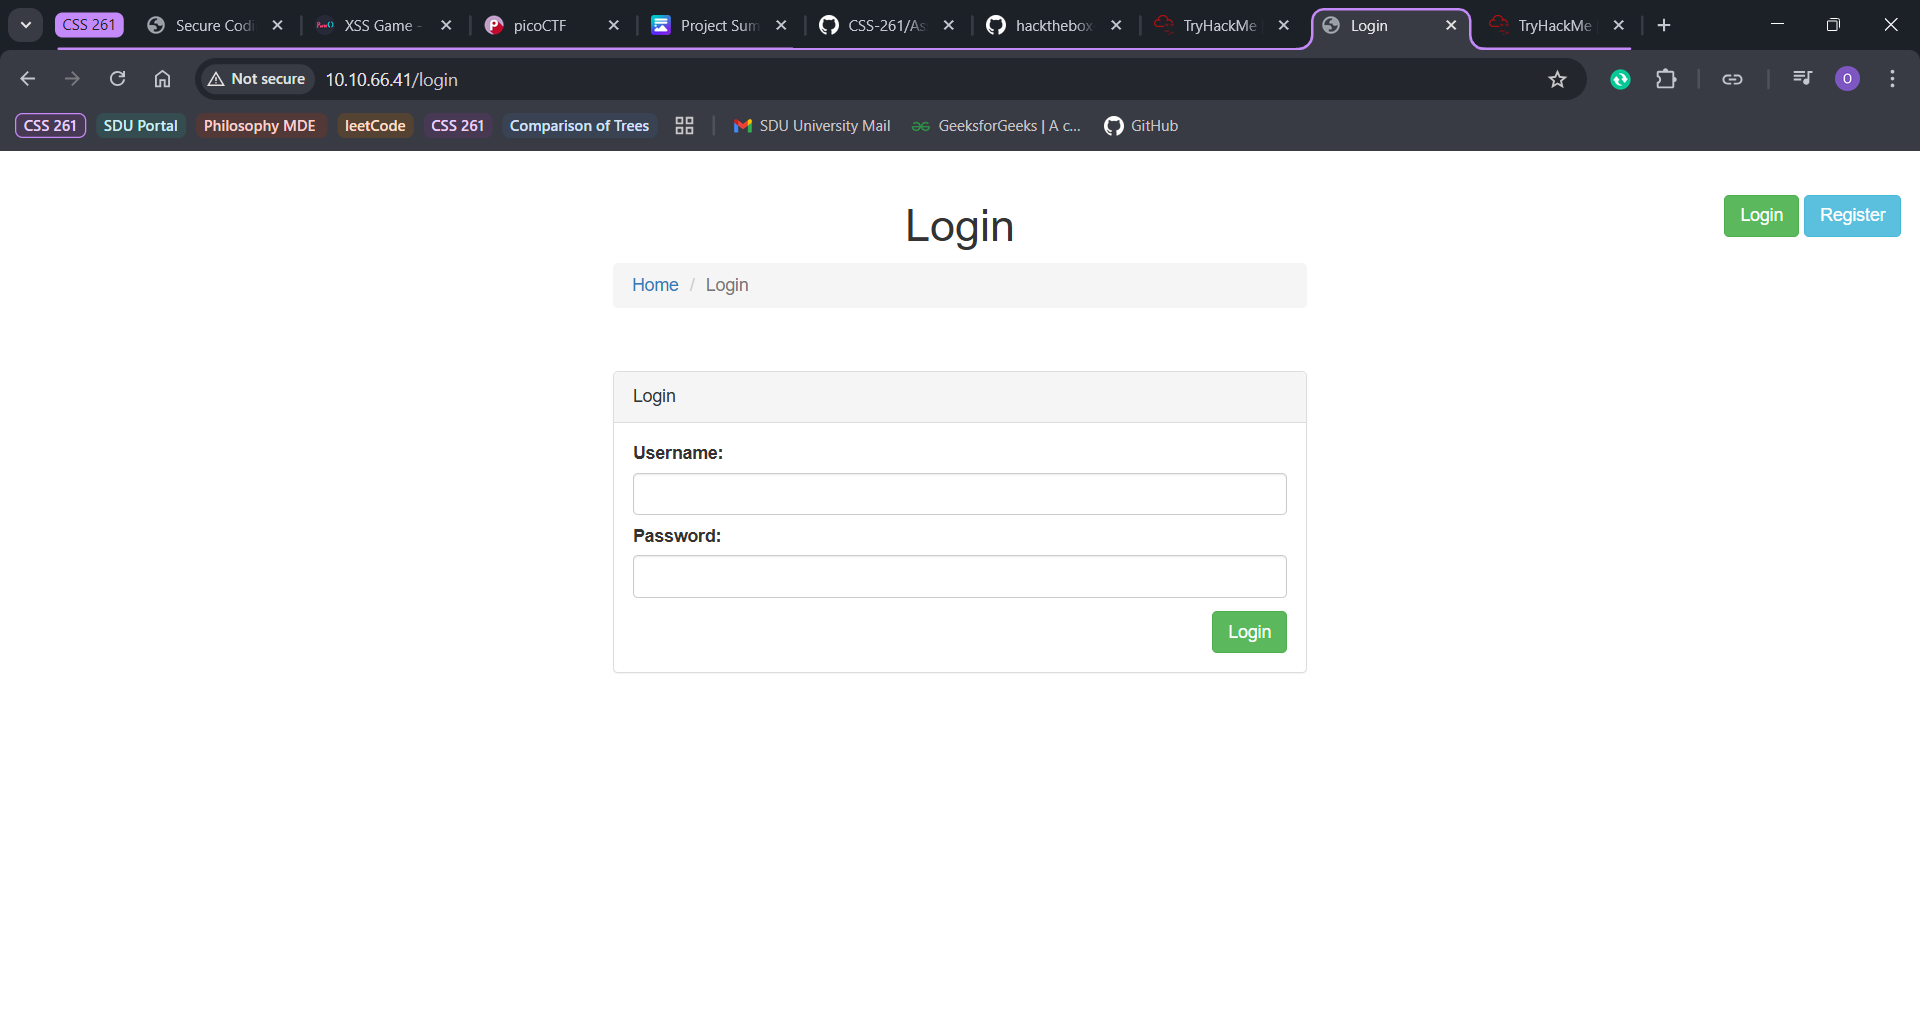 CSS 261 Secure Codi XSS Game - picoCTF Project Sum CSS-261/As hackthebox TryHackMe Login TryHackMe
Not secure 10.10.66.41/login O
CSS 261 SDU Portal Philosophy MDE leetCode CSS 261 Comparison of Trees SDU University Mail GeeksforGeeks | A c... GitHub
Login
Login Register
Home / Login
Login
Username:
Password:
Login